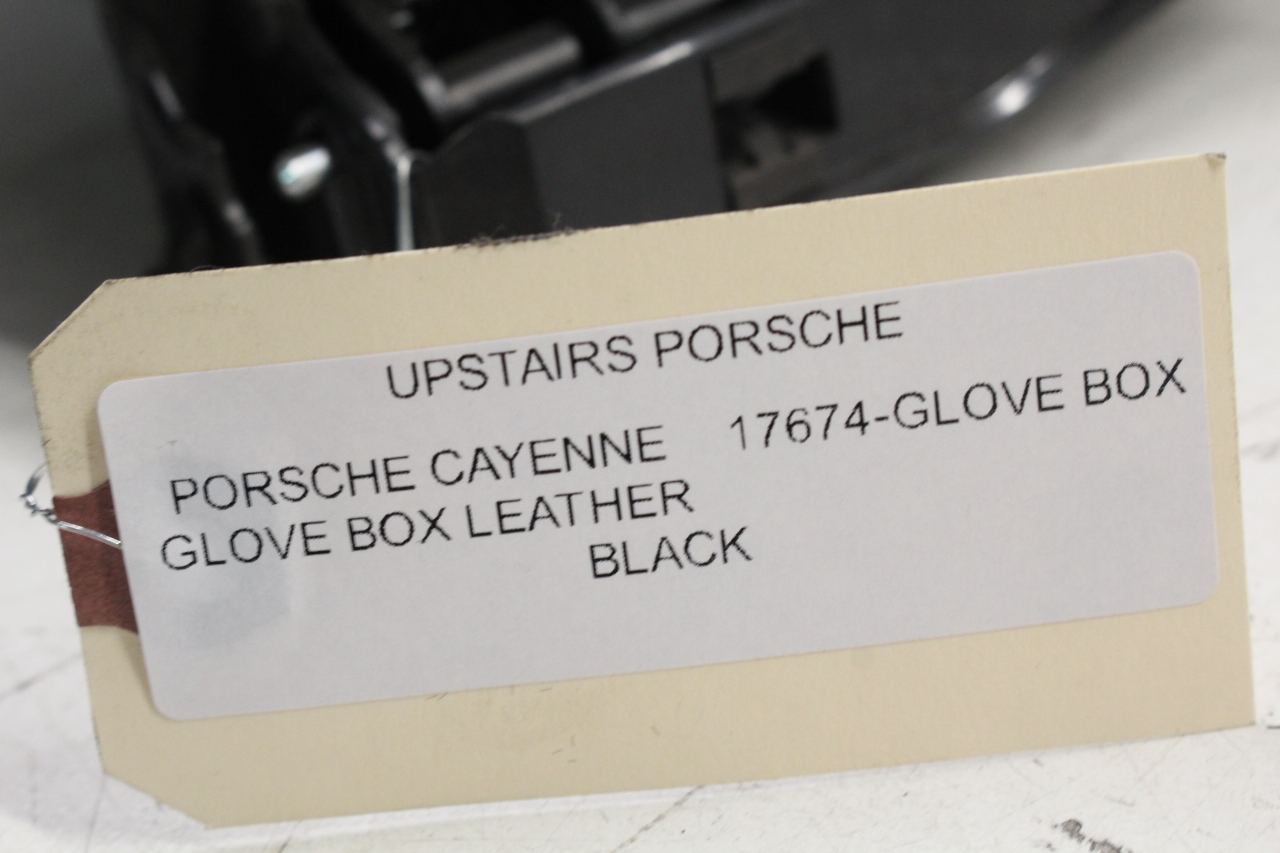 UPSTAIRS PORSCHE
PORSCHE CAYENNE 17674-GLOVE BOX
GLOVE BOX LEATHER
BLACK